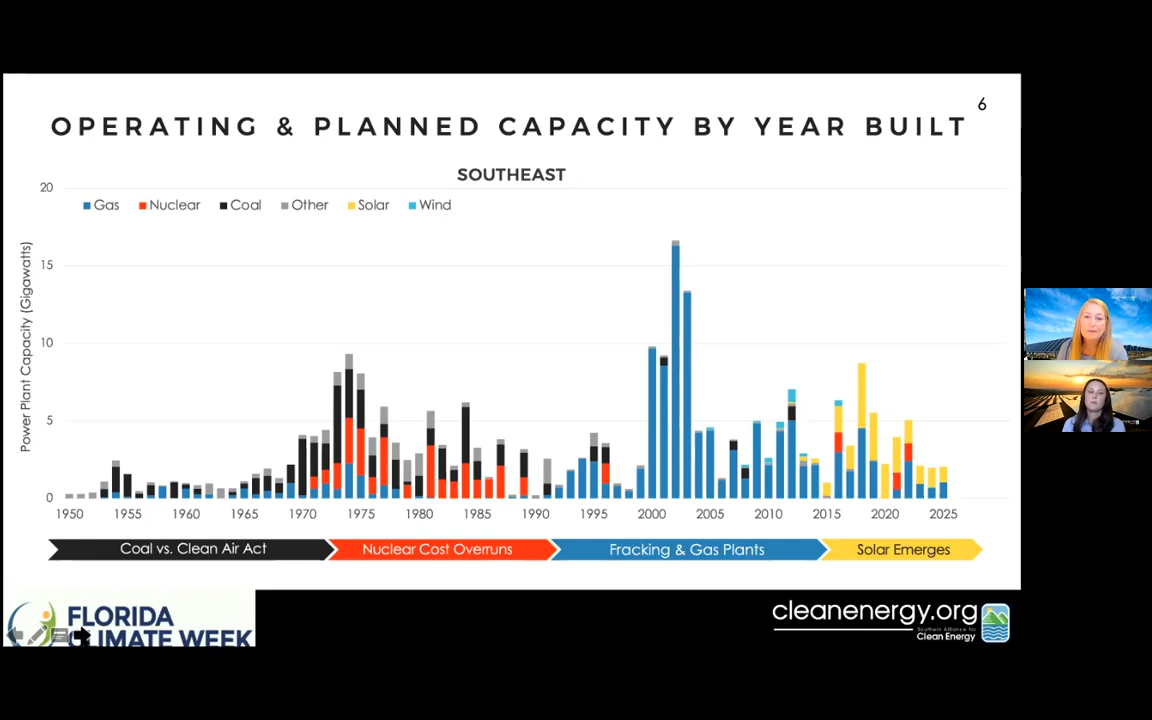 6
OPERATING & PLANNED CAPACITY BY YEAR BUILT
SOUTHEAST
Gas Nuclear Coal Other Solar Wind
Power Plant Capacity (Gigawatts)
20
15
10
5
0
1950 1955 1960 1965 1970 1975 1980 1985 1990 1995 2000 2005 2010 2015 2020 2025
Coal vs. Clean Air Act Nuclear Cost Overruns Fracking & Gas Plants Solar Emerges
FLORIDA
CLIMATE WEEK
cleanenergy.org
Southern Alliance for
Clean Energy